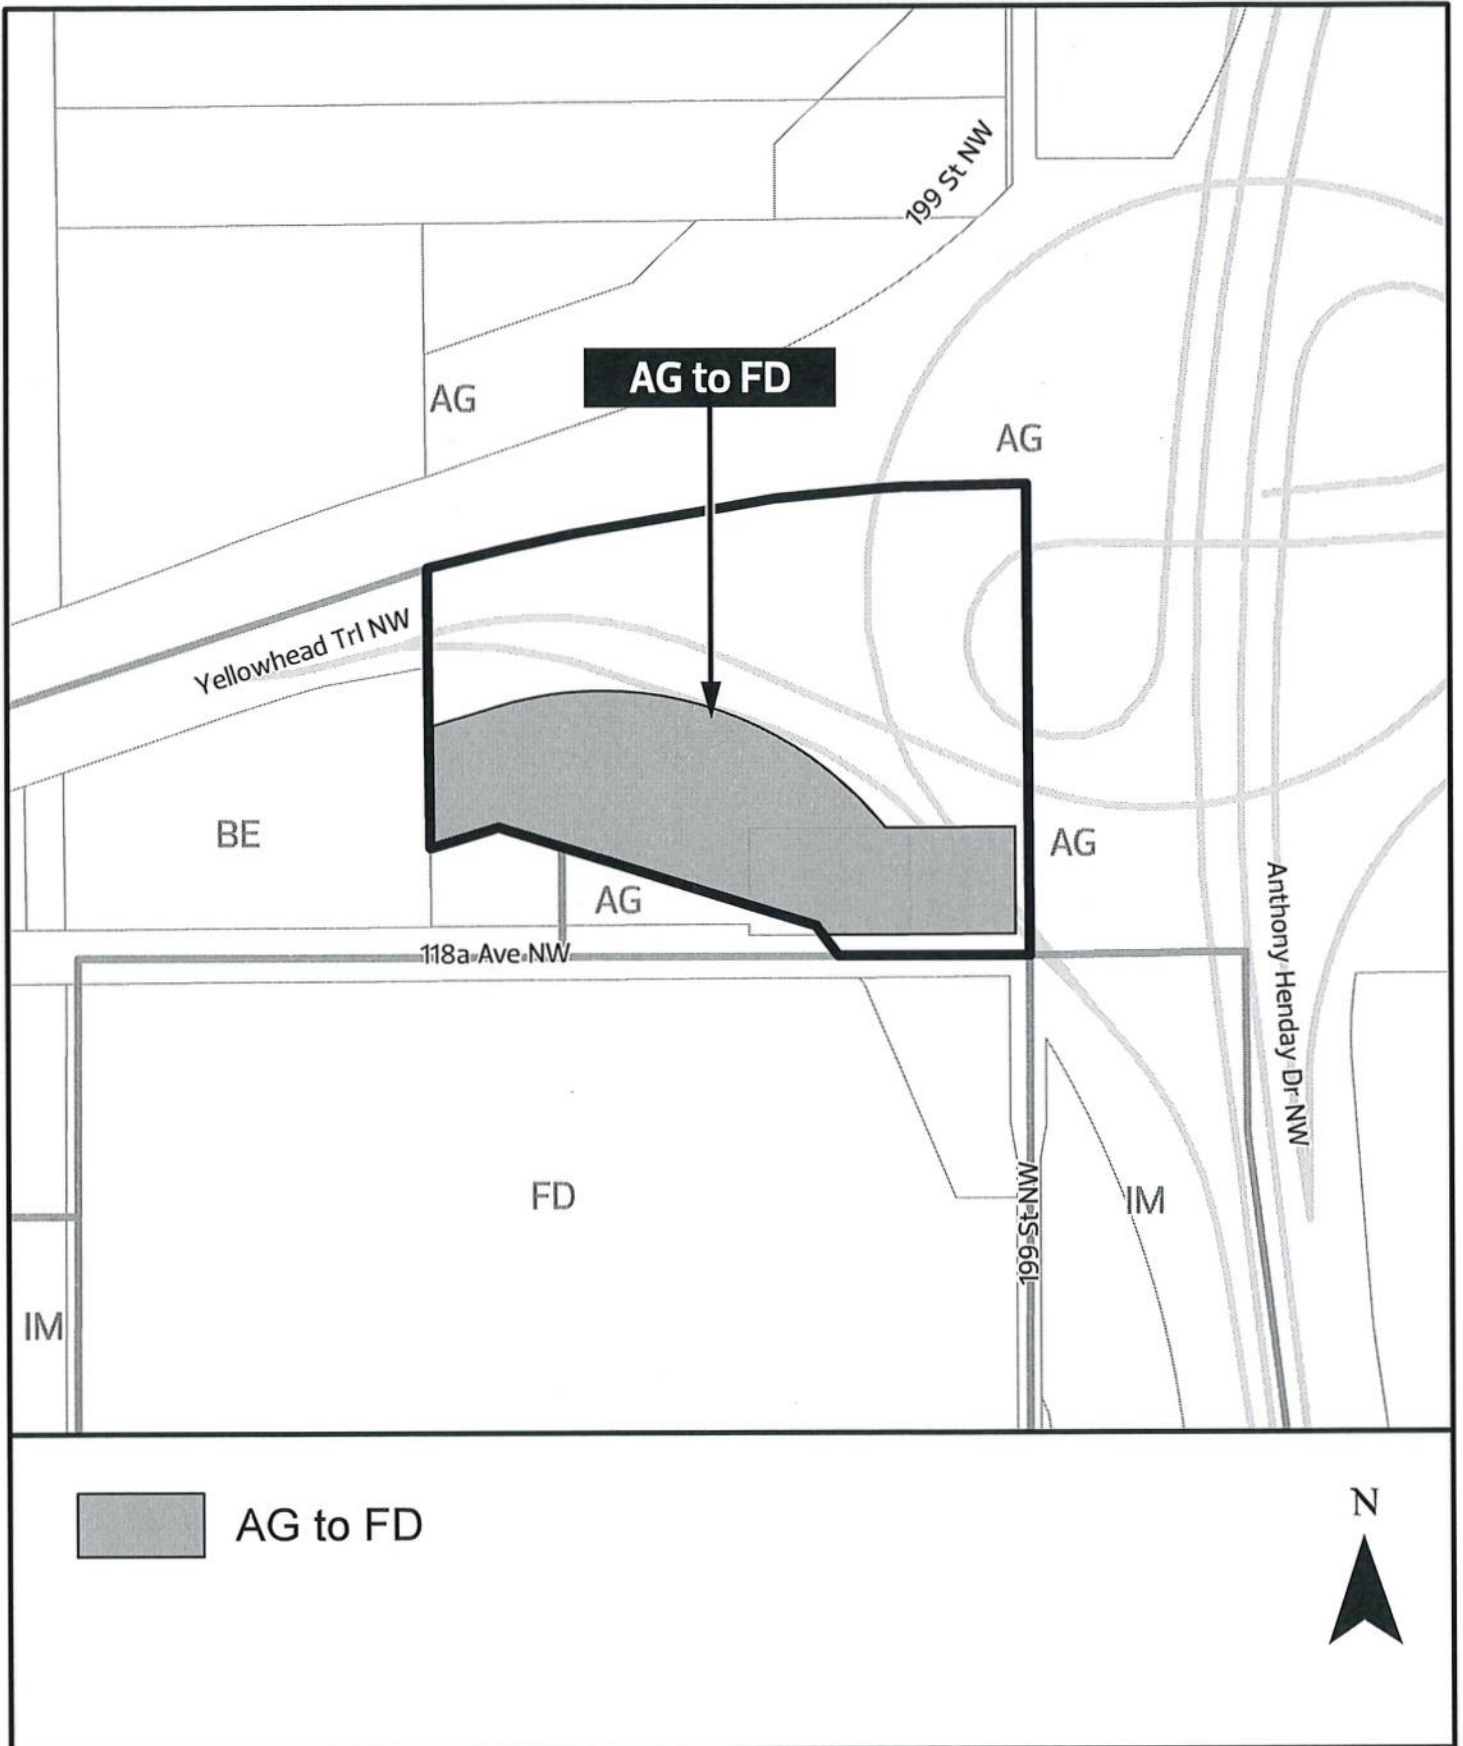 199 St NW
AG to FD
AG
AG
Yellowhead Trl NW
BE
AG
AG
118a Ave NW
Anthony Henday Dr NW
FD
199 St NW
IM
IM
AG to FD
N